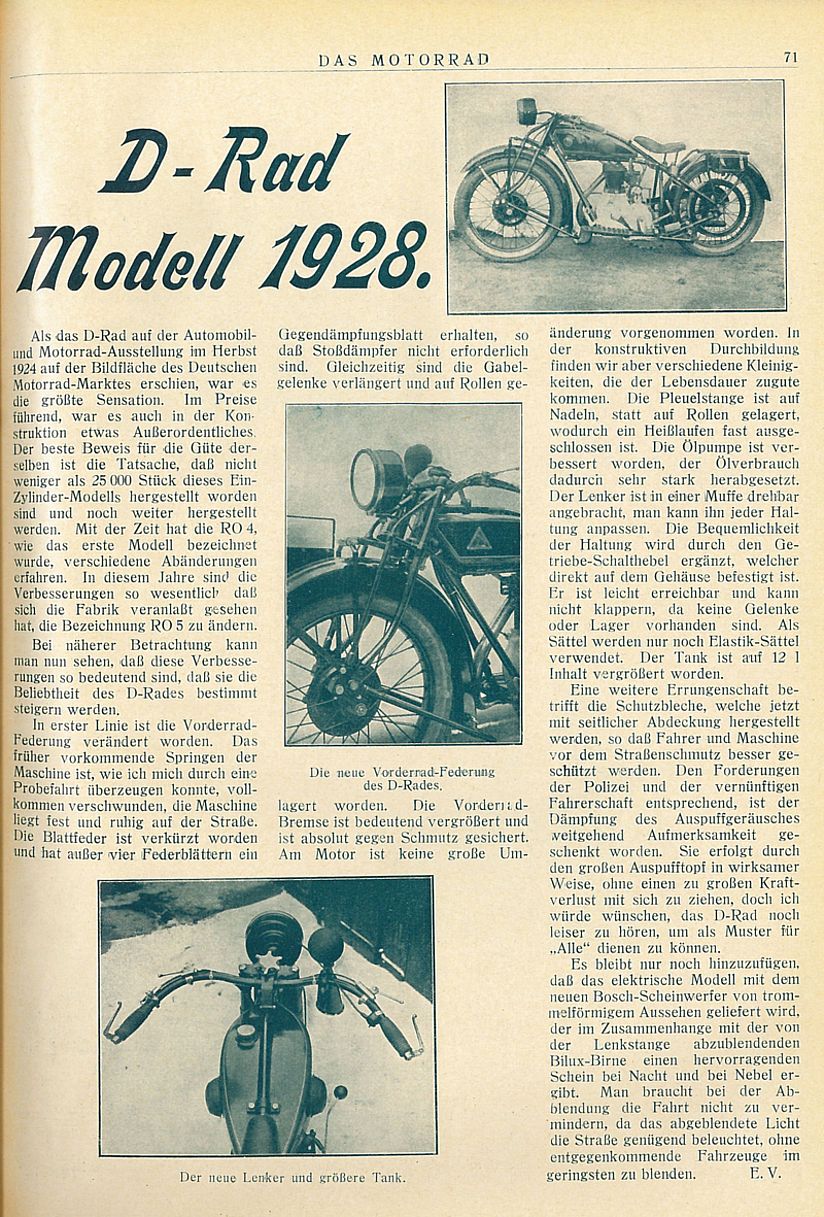 DAS MOTORRAD
71
D-Rad
Modell 1928.
Als das D-Rad auf der Automobil-
und Motorrad-Ausstellung im Herbst
1924 auf der Bildfläche des Deutschen
Motorrad-Marktes erschien, war es
die größte Sensation. Im Preise
führend, war es auch in der Kon-
struktion etwas Außerordentliches.
Der beste Beweis für die Güte der-
selben ist die Tatsache, daß nicht
weniger als 25 000 Stück dieses Ein-
Zylinder-Modells hergestellt worden
sind und noch weiter hergestellt
werden. Mit der Zeit hat die RO 4,
wie das erste Modell bezeichnet
wurde, verschiedene Abänderungen
erfahren. In diesem Jahre sind die
Verbesserungen so wesentlich daß
sich die Fabrik veranlaßt gesehen
hat, die Bezeichnung RO 5 zu ändern.
Bei näherer Betrachtung kann
man nun sehen, daß diese Verbesse-
rungen so bedeutend sind, daß sie die
Beliebtheit des D-Rades bestimmt
steigern werden.
In erster Linie ist die Vorderrad-
Federung verändert worden. Das
früher vorkommende Springen der
Maschine ist, wie ich mich durch eine
Probefahrt überzeugen konnte, voll-
kommen verschwunden, die Maschine
liegt fest und ruhig auf der Straße.
Die Blattfeder ist verkürzt worden
und hat außer vier Federblättern ein
Gegendämpfungsblatt erhalten, so
daß Stoßdämpfer nicht erforderlich
sind. Gleichzeitig sind die Gabel-
gelenke verlängert und auf Rollen ge-
Die neue Vorderrad-Federung
des D-Rades.
lagert worden. Die Vorderrad-
Bremse ist bedeutend vergrößert und
ist absolut gegen Schmutz gesichert.
Am Motor ist keine große Um-
Der neue Lenker und größere Tank.
änderung vorgenommen worden. In
der konstruktiven Durchbildung
finden wir aber verschiedene Kleinig-
keiten, die der Lebensdauer zugute
kommen. Die Pleuelstange ist auf
Nadeln, statt auf Rollen gelagert,
wodurch ein Heißlaufen fast ausge-
schlossen ist. Die Ölpumpe ist ver-
bessert worden, der Ölverbrauch
dadurch sehr stark herabgesetzt.
Der Lenker ist in einer Muffe drehbar
angebracht, man kann ihn jeder Hal-
tung anpassen. Die Bequemlichkeit
der Haltung wird durch den Ge-
triebe-Schalthebel ergänzt, welcher
direkt auf dem Gehäuse befestigt ist.
Er ist leicht erreichbar und kann
nicht klappern, da keine Gelenke
oder Lager vorhanden sind. Als
Sättel werden nur noch Elastik-Sättel
verwendet. Der Tank ist auf 12 l
Inhalt vergrößert worden.
Eine weitere Errungenschaft be-
trifft die Schutzbleche, welche jetzt
mit seitlicher Abdeckung hergestellt
werden, so daß Fahrer und Maschine
vor dem Straßenschmutz besser ge-
schützt werden. Den Forderungen
der Polizei und der vernünftigen
Fahrerschaft entsprechend, ist der
Dämpfung des Auspuffgeräusches
weitgehend Aufmerksamkeit ge-
schenkt worden. Sie erfolgt durch
den großen Auspufftopf in wirksamer
Weise, ohne einen zu großen Kraft-
verlust mit sich zu ziehen, doch ich
würde wünschen, das D-Rad noch
leiser zu hören, um als Muster für
„Alle“ dienen zu können.
Es bleibt nur noch hinzuzufügen,
daß das elektrische Modell mit dem
neuen Bosch-Scheinwerfer von trom-
melförmigem Aussehen geliefert wird,
der im Zusammenhange mit der von
der Lenkstange abzublendenden
Bilux-Birne einen hervorragenden
Schein bei Nacht und bei Nebel er-
gibt. Man braucht bei der Ab-
blendung die Fahrt nicht zu ver-
mindern, da das abgeblendete Licht
die Straße genügend beleuchtet, ohne
entgegenkommende Fahrzeuge im
geringsten zu blenden. E. V.